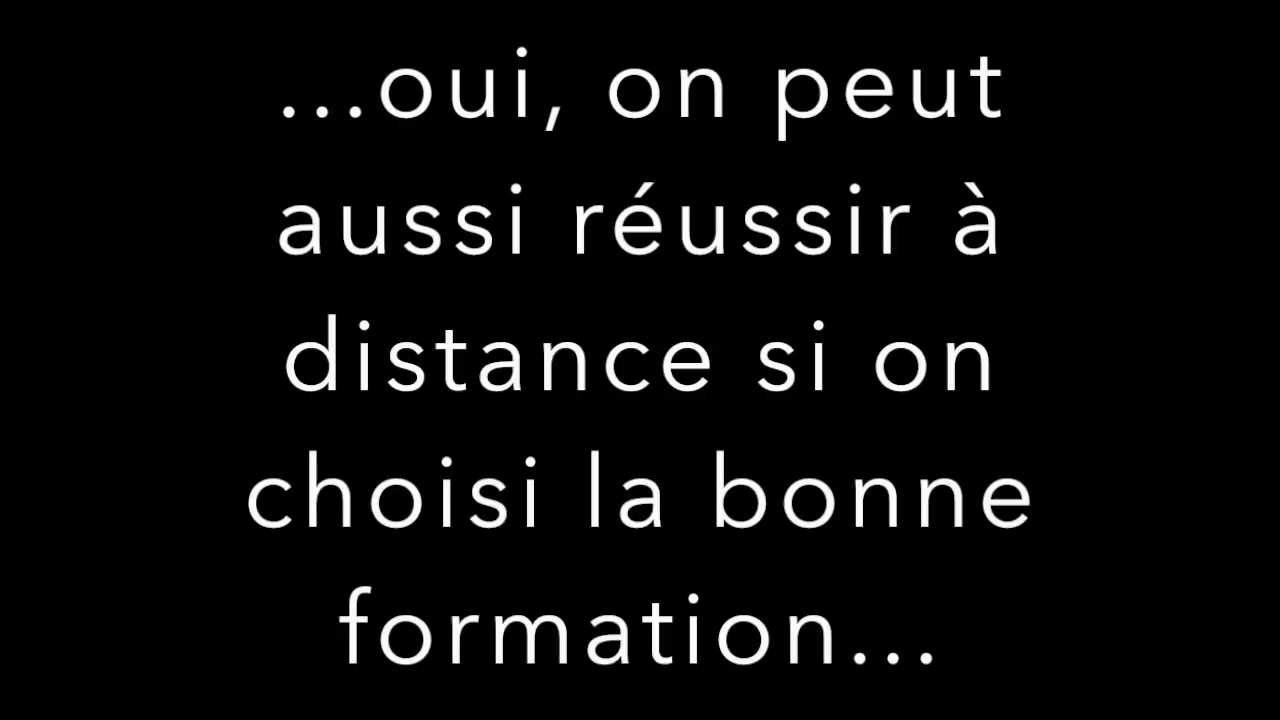 ...oui, on peut
aussi réussir à
distance si on
choisi la bonne
formation...